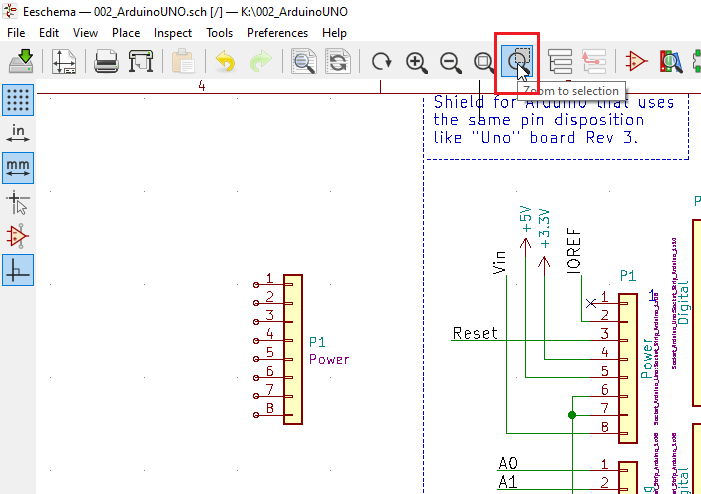 Eeschema — 002_ArduinoUNO.sch [/] — K:\002_ArduinoUNO
File Edit View Place Inspect Tools Preferences Help
Zoom to selection
4
in
mm
Shield for Arduino that uses
the same pin disposition
like "Uno" board Rev 3.
+5V
+3.3V
IOREF
Vin
P1
1
1
2
3
4
5
6
7
8
P1
Power
Reset
1
2
3
4
5
6
7
8
Power
Digital
P
A0
1
A1
2